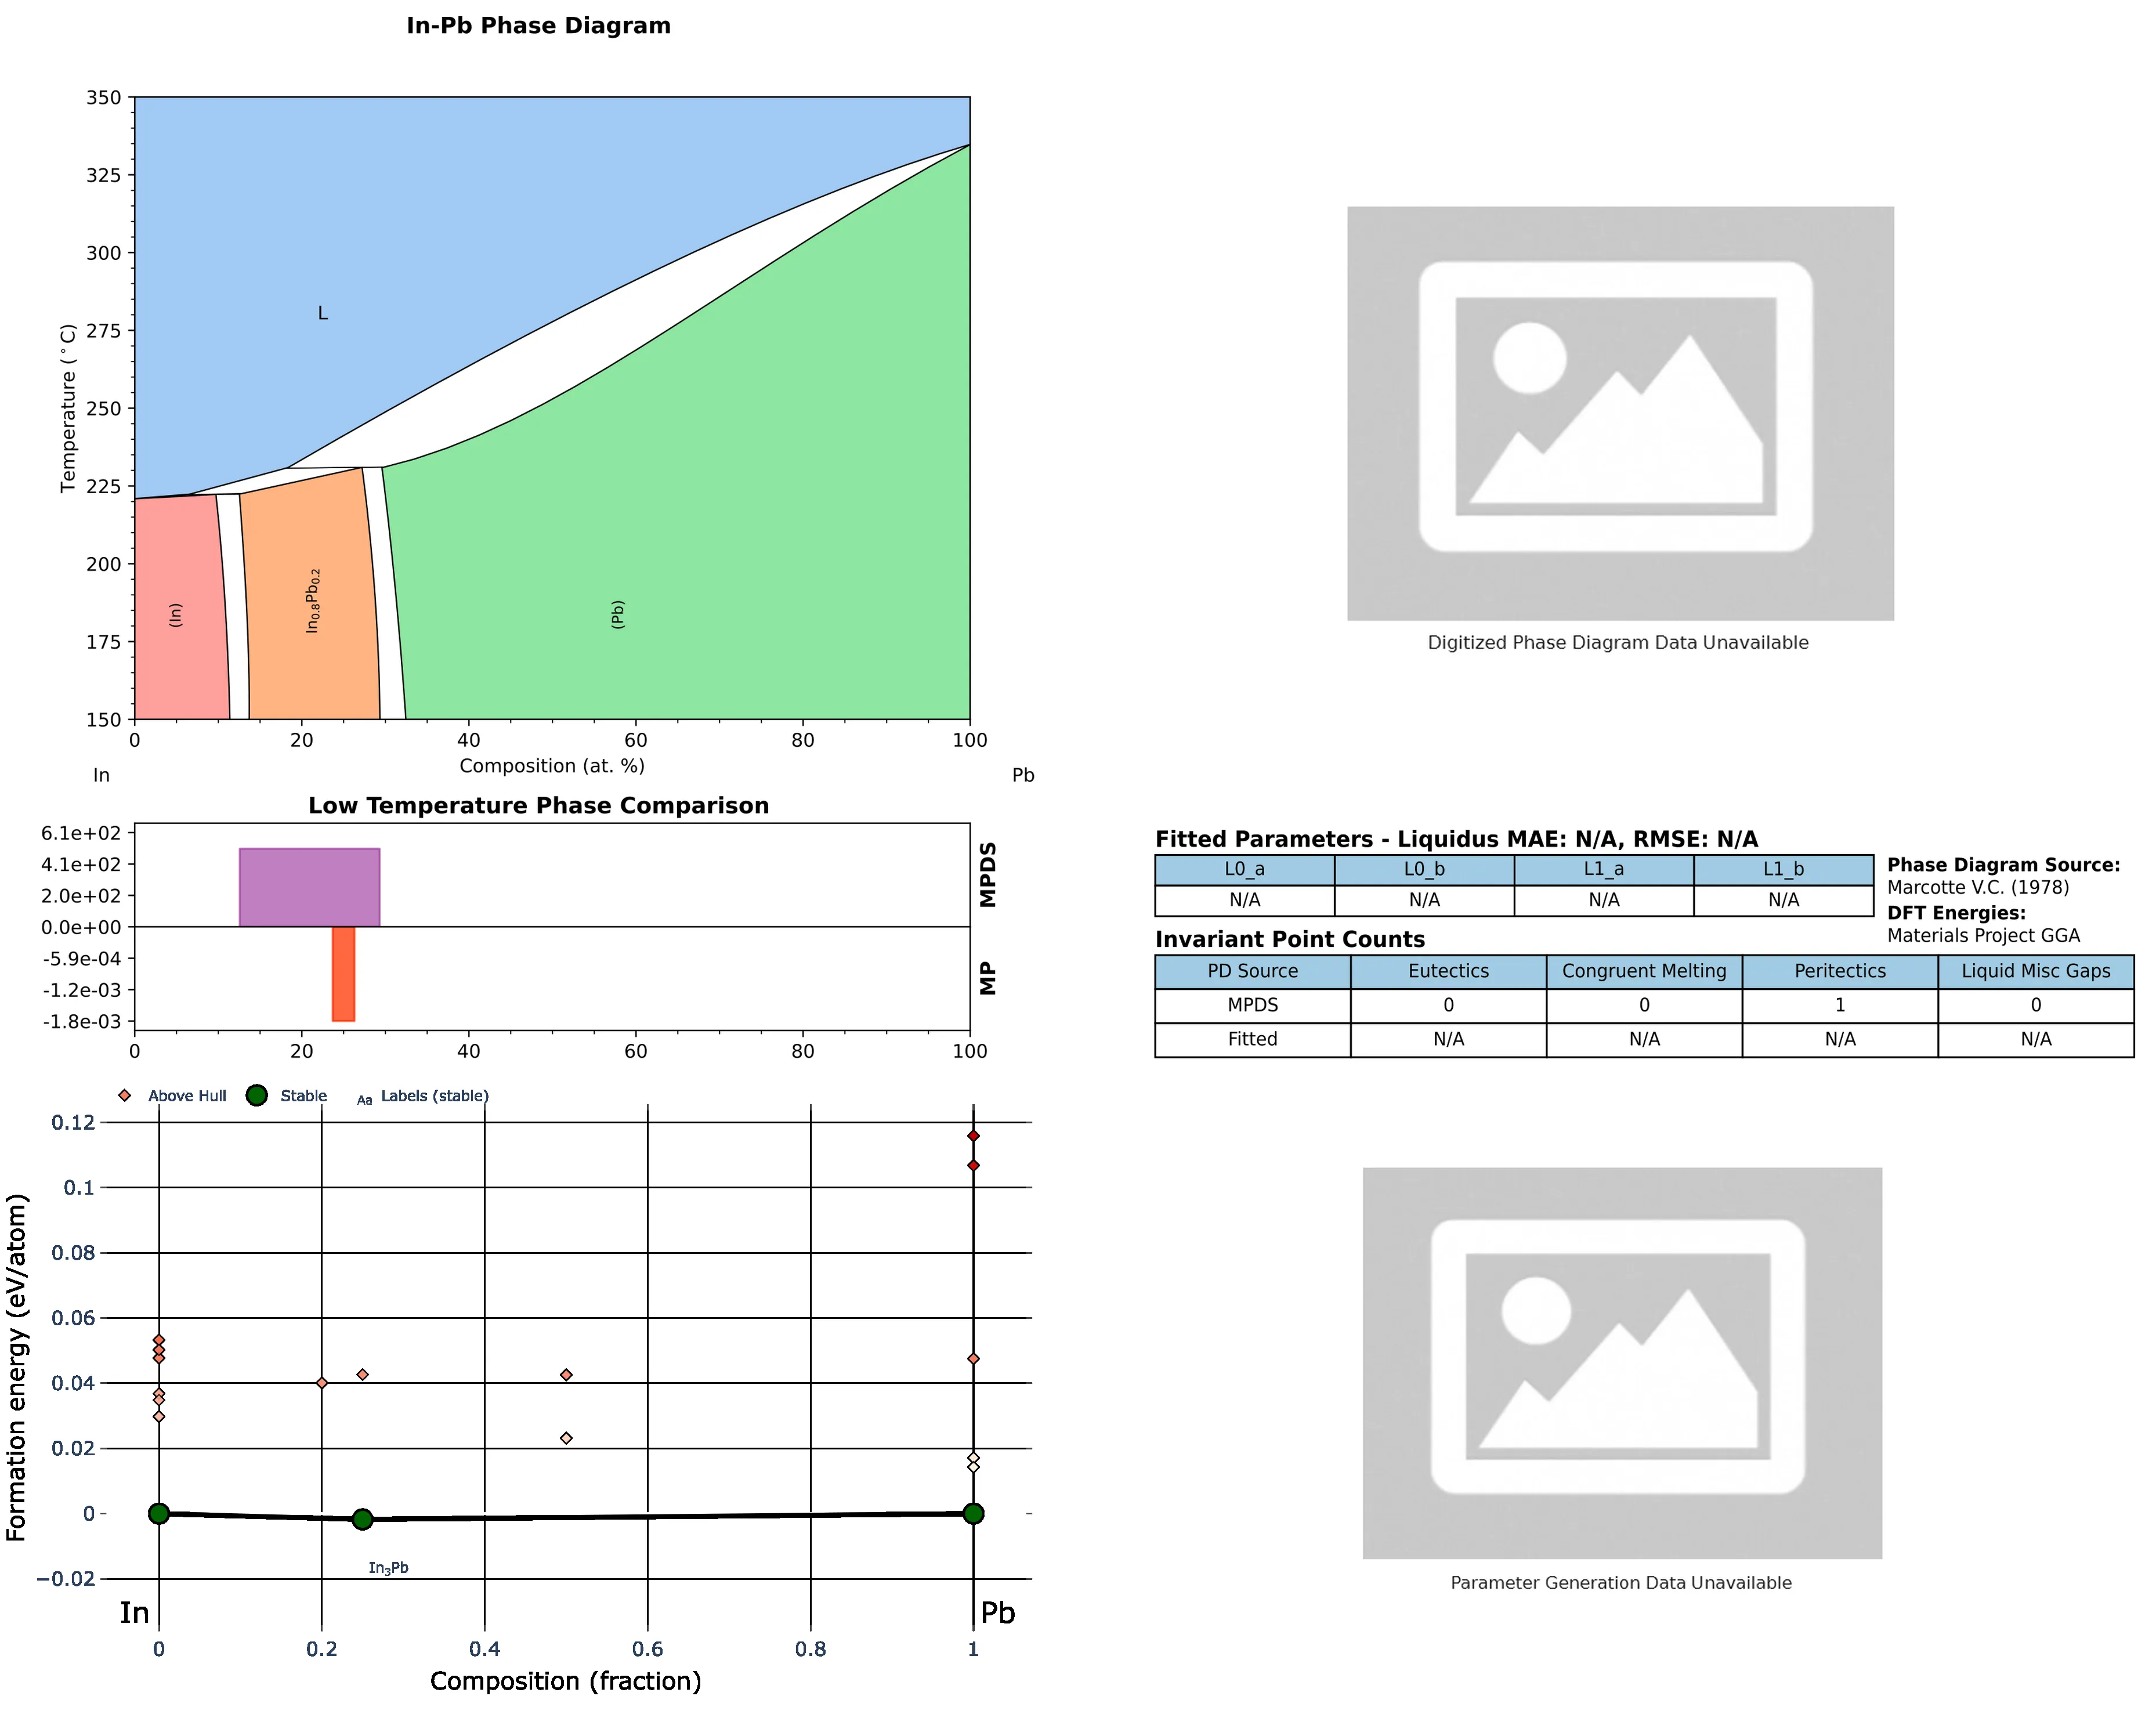 In-Pb Phase Diagram
350
325
300
275
250
225
200
175
150
Temperature (°C)
L
(In)
In0.8Pb0.2
(Pb)
0 20 40 60 80 100
Composition (at. %)
In Pb
Digitized Phase Diagram Data Unavailable
Low Temperature Phase Comparison
6.1e+02
4.1e+02
2.0e+02
0.0e+00
-5.9e-04
-1.2e-03
-1.8e-03
MPDS
MP
0 20 40 60 80 100
Fitted Parameters - Liquidus MAE: N/A, RMSE: N/A
L0_a L0_b L1_a L1_b
N/A N/A N/A N/A
Phase Diagram Source:
Marcotte V.C. (1978)
DFT Energies:
Materials Project GGA
Invariant Point Counts
PD Source Eutectics Congruent Melting Peritectics Liquid Misc Gaps
MPDS 0 0 1 0
Fitted N/A N/A N/A N/A
Above Hull Stable Aa Labels (stable)
0.12
0.1
0.08
0.06
0.04
0.02
0
−0.02
Formation energy (eV/atom)
In3Pb
In Pb
0 0.2 0.4 0.6 0.8 1
Composition (fraction)
Parameter Generation Data Unavailable